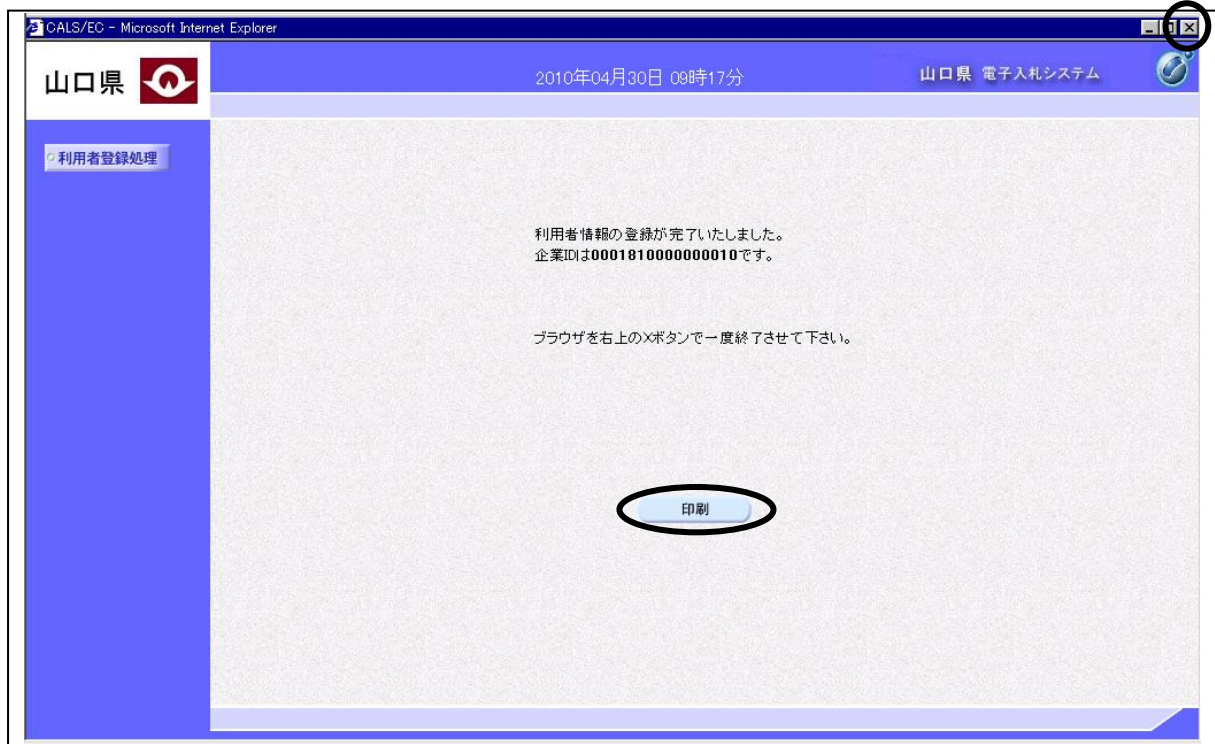 CALS/EC - Microsoft Internet Explorer
山口県
2010年04月30日 09時17分
山口県 電子入札システム
利用者登録処理
利用者情報の登録が完了いたしました。
企業IDは0001810000000010です。
ブラウザを右上の×ボタンで一度終了させて下さい。
印刷